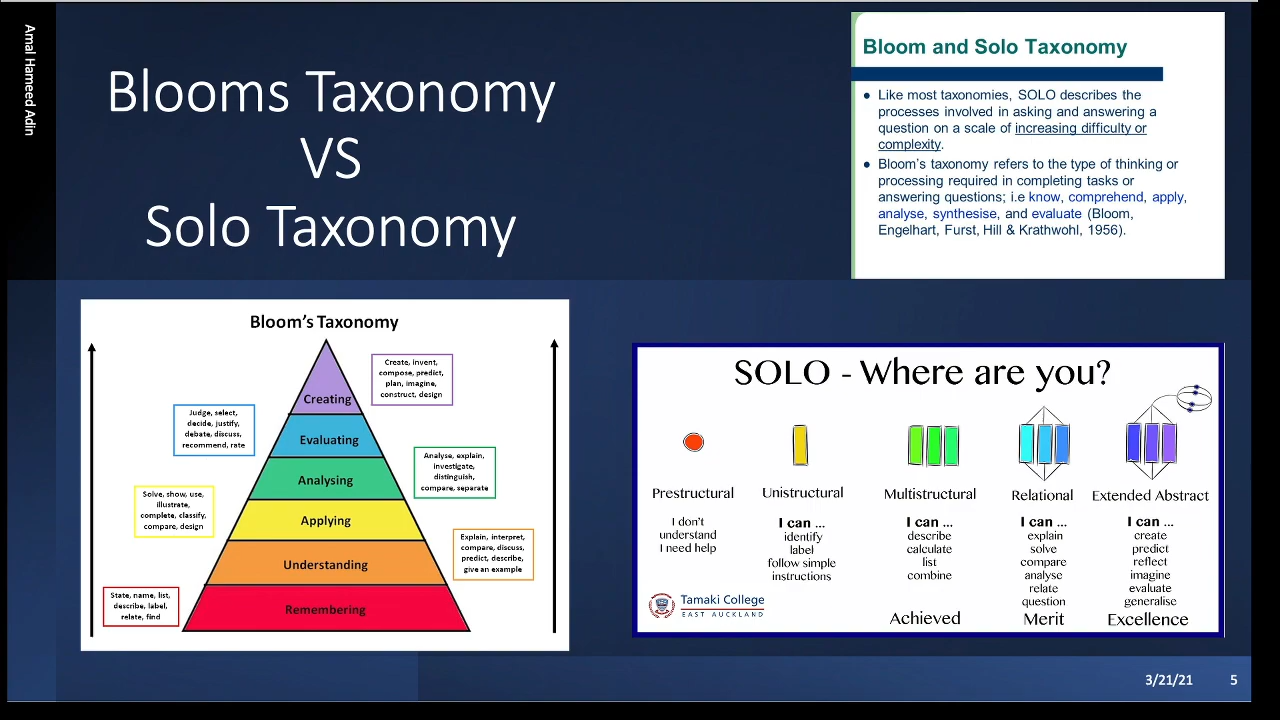 Amal Hameed Adin
Blooms Taxonomy
VS
Solo Taxonomy
Bloom and Solo Taxonomy
• Like most taxonomies, SOLO describes the
processes involved in asking and answering a
question on a scale of increasing difficulty or
complexity.
• Bloom's taxonomy refers to the type of thinking or
processing required in completing tasks or
answering questions; i.e know, comprehend, apply,
analyse, synthesise, and evaluate (Bloom,
Engelhart, Furst, Hill & Krathwohl, 1956).
Bloom's Taxonomy
Create, invent,
compose, predict,
plan, imagine,
construct, design
Creating
Judge, select,
decide, justify,
debate, discuss,
recommend, rate
Evaluating
Analyse, explain,
investigate,
distinguish,
compare, separate
Analysing
Solve, show, use,
illustrate,
complete, classify,
compare, design
Applying
Explain, interpret,
compare, discuss,
predict, describe,
give an example
Understanding
State, name, list,
describe, label,
relate, find
Remembering
SOLO - Where are you?
Prestructural
I don't
understand
I need help
Unistructural
I can ...
identify
label
follow simple
instructions
Multistructural
I can ...
describe
calculate
list
combine
Achieved
Relational
I can ...
explain
solve
compare
analyse
relate
question
Merit
Extended Abstract
I can ...
create
predict
reflect
imagine
evaluate
generalise
Excellence
Tamaki College
EAST AUCKLAND
3/21/21
5